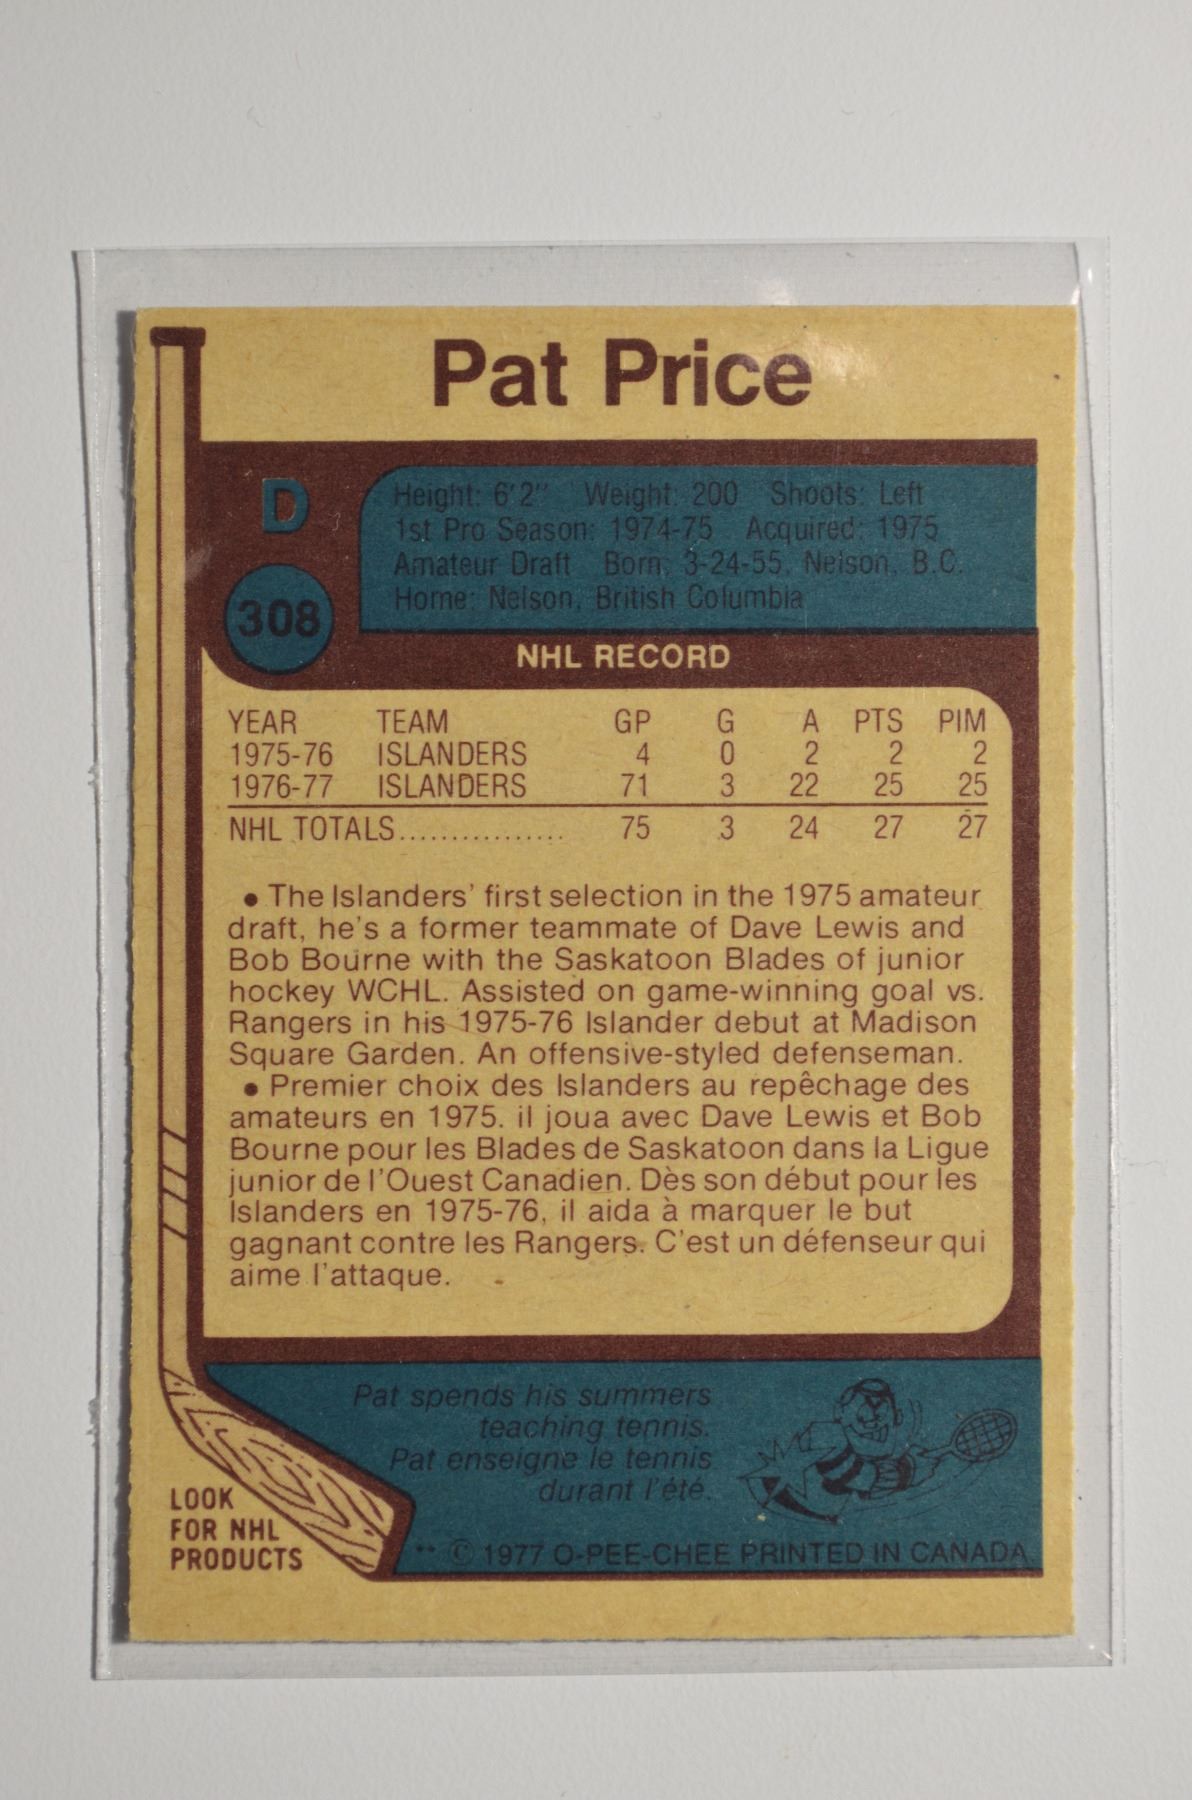 Pat Price
D
308
Height: 6'2" Weight: 200 Shoots: Left
1st Pro Season: 1974-75 Acquired: 1975
Amateur Draft Born: 3-24-55, Nelson, B.C.
Home: Nelson, British Columbia
NHL RECORD
YEAR TEAM GP G A PTS PIM
1975-76 ISLANDERS 4 0 2 2 2
1976-77 ISLANDERS 71 3 22 25 25
NHL TOTALS................ 75 3 24 27 27
● The Islanders' first selection in the 1975 amateur
draft, he's a former teammate of Dave Lewis and
Bob Bourne with the Saskatoon Blades of junior
hockey WCHL. Assisted on game-winning goal vs.
Rangers in his 1975-76 Islander debut at Madison
Square Garden. An offensive-styled defenseman.
● Premier choix des Islanders au repêchage des
amateurs en 1975. il joua avec Dave Lewis et Bob
Bourne pour les Blades de Saskatoon dans la Ligue
junior de l'Ouest Canadien. Dès son début pour les
Islanders en 1975-76, il aida à marquer le but
gagnant contre les Rangers. C'est un défenseur qui
aime l'attaque.
Pat spends his summers
teaching tennis.
Pat enseigne le tennis
durant l'été.
LOOK
FOR NHL
PRODUCTS
** © 1977 O-PEE-CHEE PRINTED IN CANADA